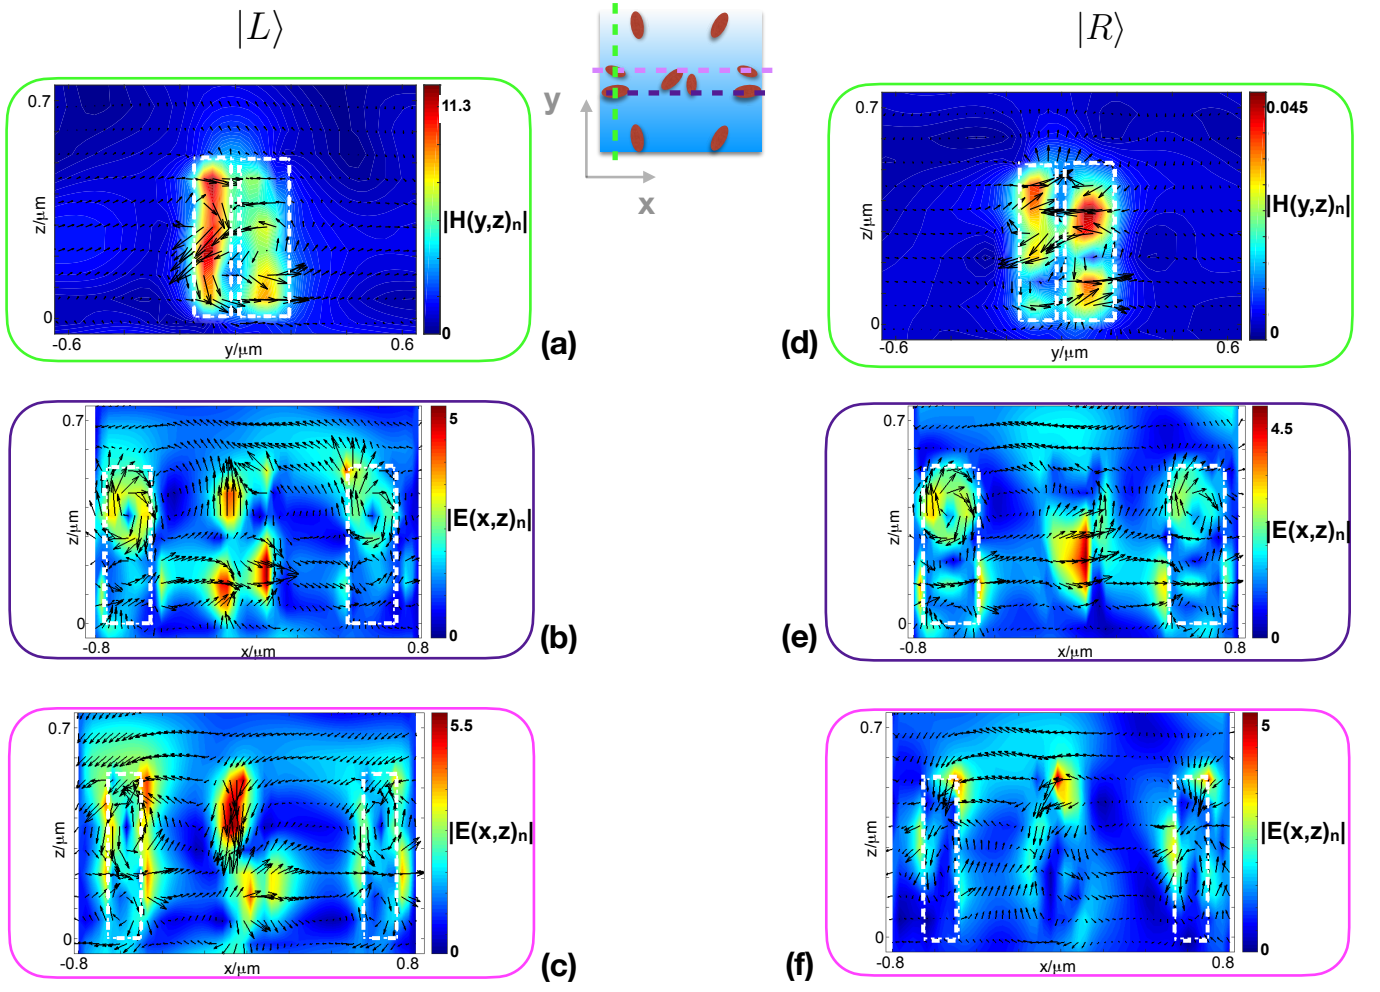 |L⟩
|R⟩
y
x
0.7
z/μm
0
-0.6
y/μm
0.6
11.3
|H(y,z)ₙ|
0
(a)
0.7
z/μm
0
-0.6
y/μm
0.6
0.045
|H(y,z)ₙ|
0
(d)
0.7
z/μm
0
-0.8
x/μm
0.8
5
|E(x,z)ₙ|
0
(b)
0.7
z/μm
0
-0.8
x/μm
0.8
4.5
|E(x,z)ₙ|
0
(e)
0.7
z/μm
0
-0.8
x/μm
0.8
5.5
|E(x,z)ₙ|
0
(c)
0.7
z/μm
0
-0.8
x/μm
0.8
5
|E(x,z)ₙ|
0
(f)